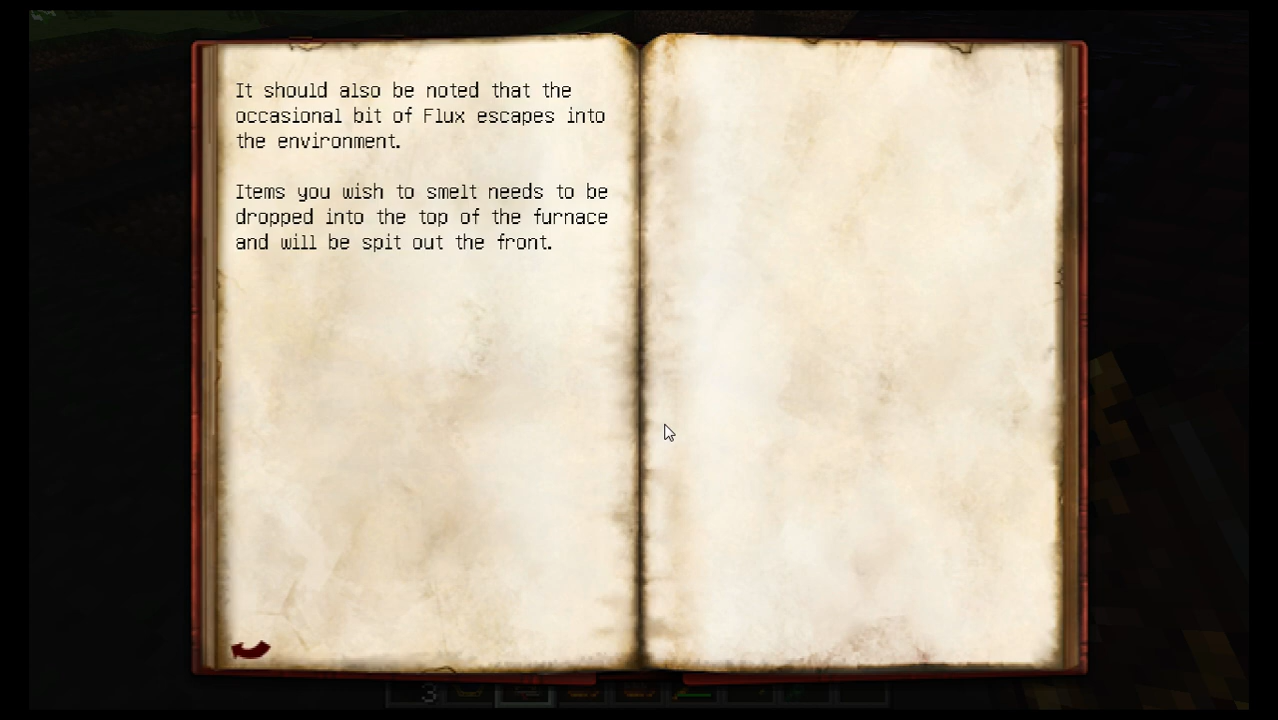 It should also be noted that the
occasional bit of Flux escapes into
the environment.
Items you wish to smelt needs to be
dropped into the top of the furnace
and will be spit out the front.
3